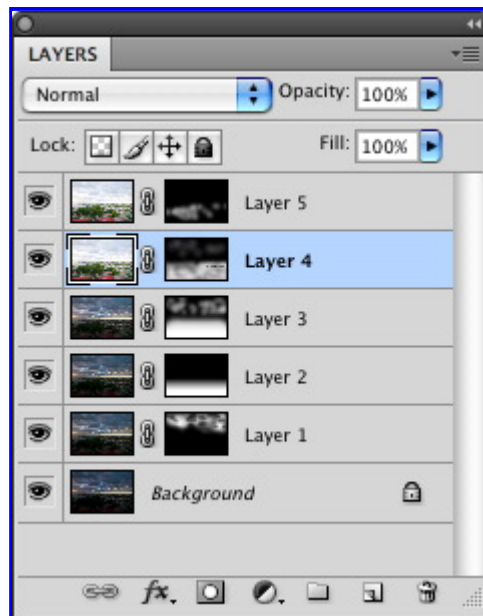 LAYERS
Normal Opacity: 100%
Lock: Fill: 100%
Layer 5
Layer 4
Layer 3
Layer 2
Layer 1
Background
fx.